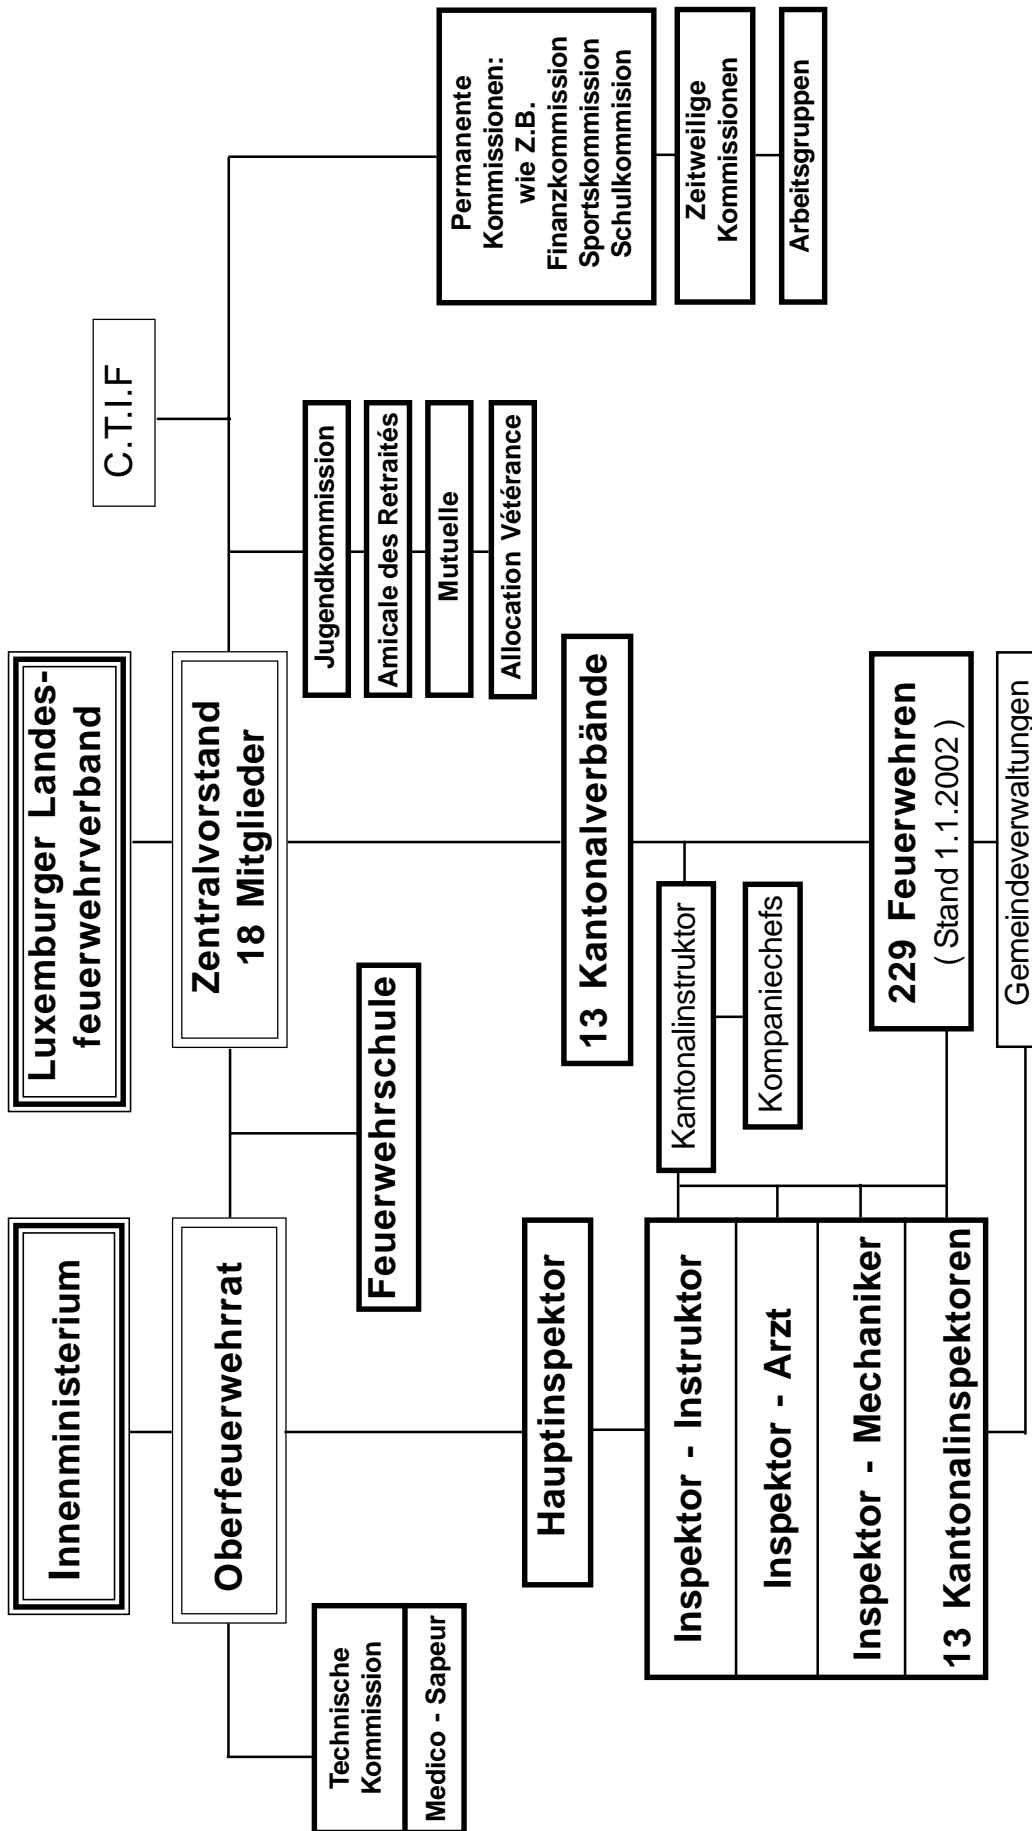 Innenministerium
Luxemburger Landes-
feuerwehrverband
C.T.I.F
Oberfeuerwehrrat
Zentralvorstand
18 Mitglieder
Technische
Kommission
Medico - Sapeur
Feuerwehrschule
Jugendkommission
Amicale des Retraités
Mutuelle
Allocation Vétérance
Permanente
Kommissionen:
wie Z.B.
Finanzkommission
Sportskommission
Schulkommision
Zeitweilige
Kommissionen
Arbeitsgruppen
Hauptinspektor
13 Kantonalverbände
Inspektor - Instruktor
Inspektor - Arzt
Inspektor - Mechaniker
13 Kantonalinspektoren
Kantonalinstruktor
Kompaniechefs
229 Feuerwehren
( Stand 1.1.2002 )
Gemeindeverwaltungen